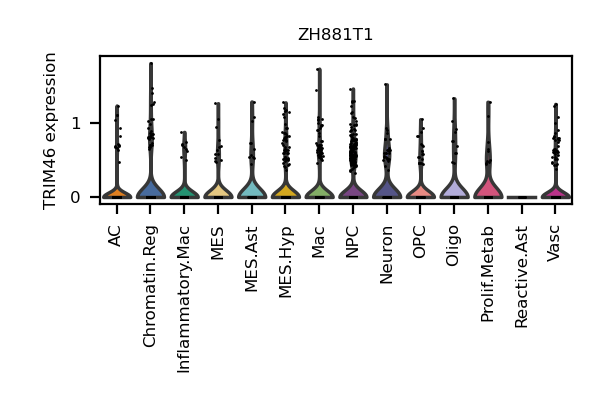 ZH881T1
TRIM46 expression
1
0
AC
Chromatin.Reg
Inflammatory.Mac
MES
MES.Ast
MES.Hyp
Mac
NPC
Neuron
OPC
Oligo
Prolif.Metab
Reactive.Ast
Vasc